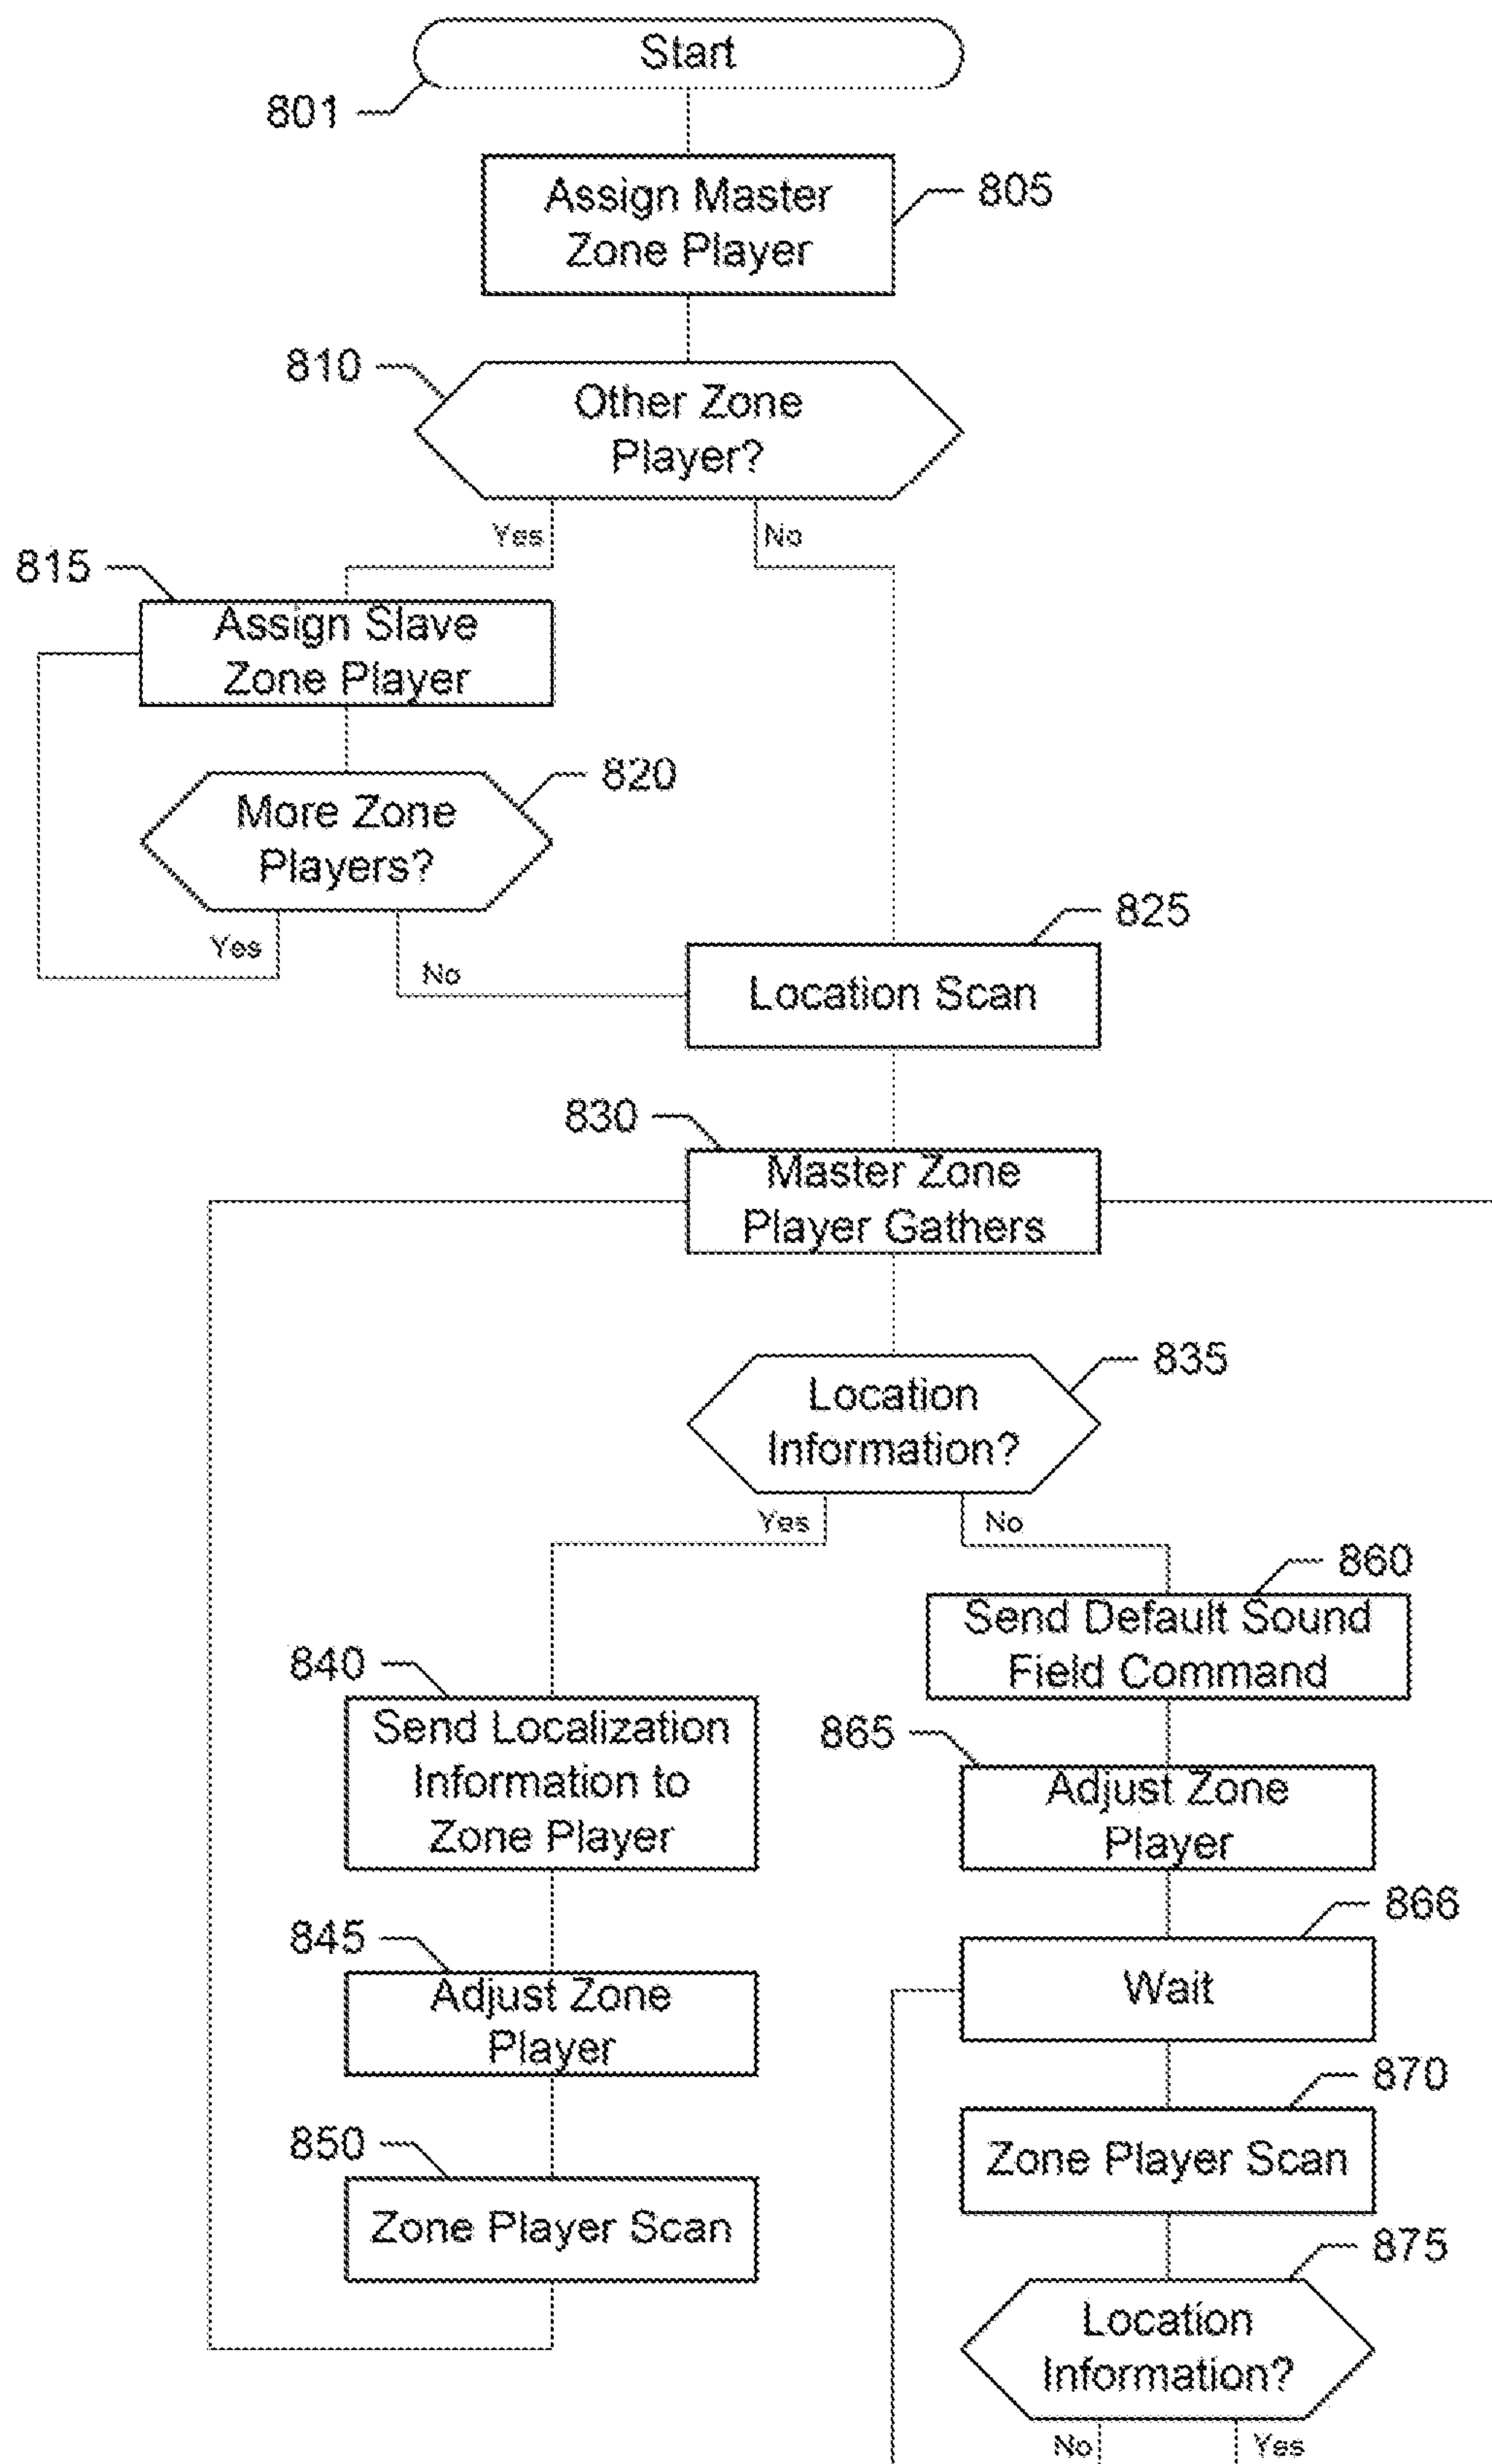 Start
801
Assign Master
Zone Player
805
810
Other Zone
Player?
Yes
No
815
Assign Slave
Zone Player
820
More Zone
Players?
Yes
No
825
Location Scan
830
Master Zone
Player Gathers
835
Location
Information?
Yes
No
860
Send Default Sound
Field Command
840
Send Localization
Information to
Zone Player
865
Adjust Zone
Player
866
Wait
845
Adjust Zone
Player
870
Zone Player Scan
850
Zone Player Scan
875
Location
Information?
No
Yes